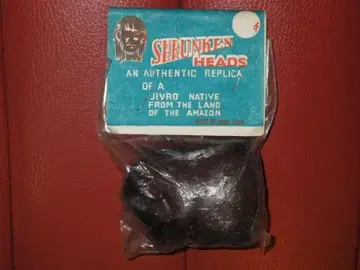 SHRUNKEN
HEADS
AN AUTHENTIC REPLICA
OF A
JIVRO NATIVE
FROM THE LAND
OF THE AMAZON